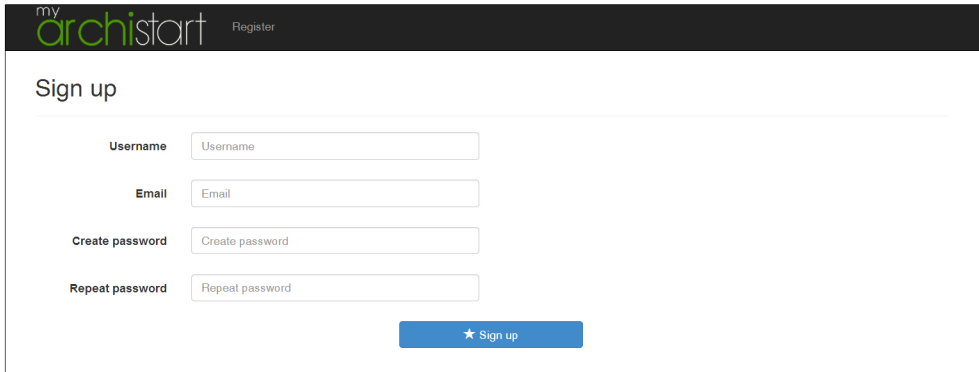 my
archistart
Register
Sign up
Username Username
Email Email
Create password Create password
Repeat password Repeat password
★ Sign up